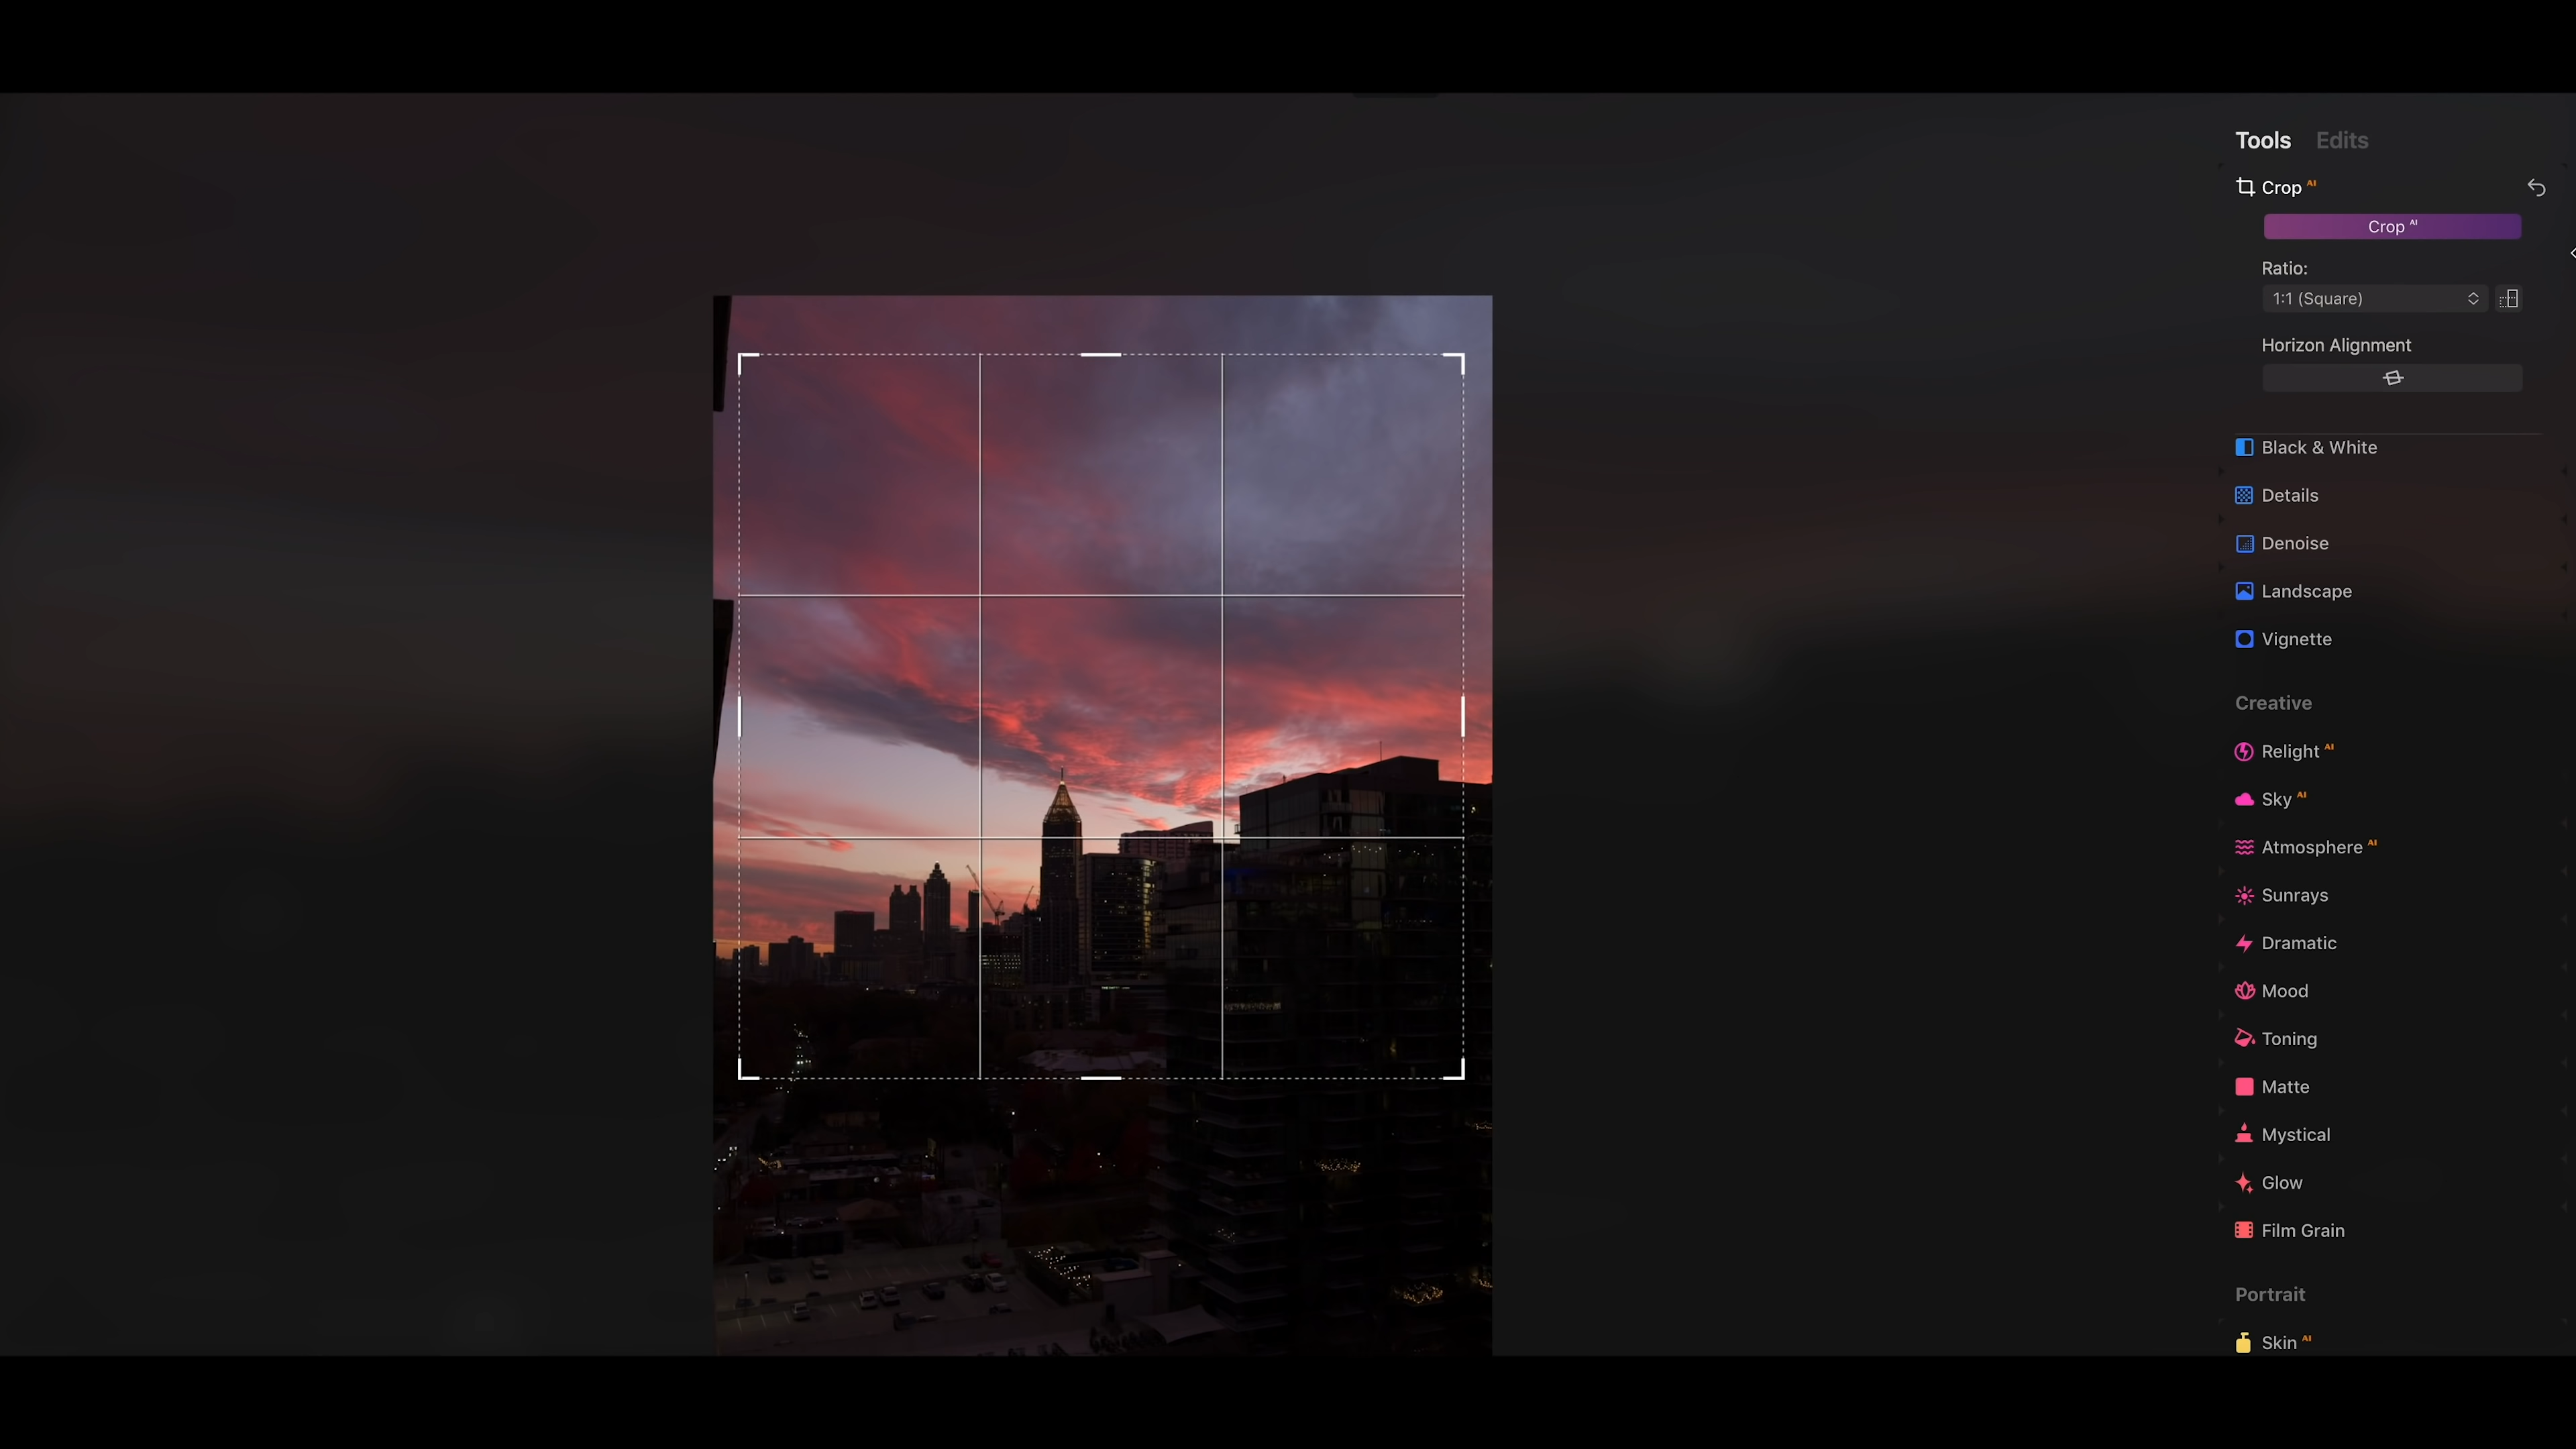 Tools Edits
Crop AI
Crop AI
Ratio:
1:1 (Square)
Horizon Alignment
Black & White
Details
Denoise
Landscape
Vignette
Creative
Relight AI
Sky AI
Atmosphere AI
Sunrays
Dramatic
Mood
Toning
Matte
Mystical
Glow
Film Grain
Portrait
Skin AI